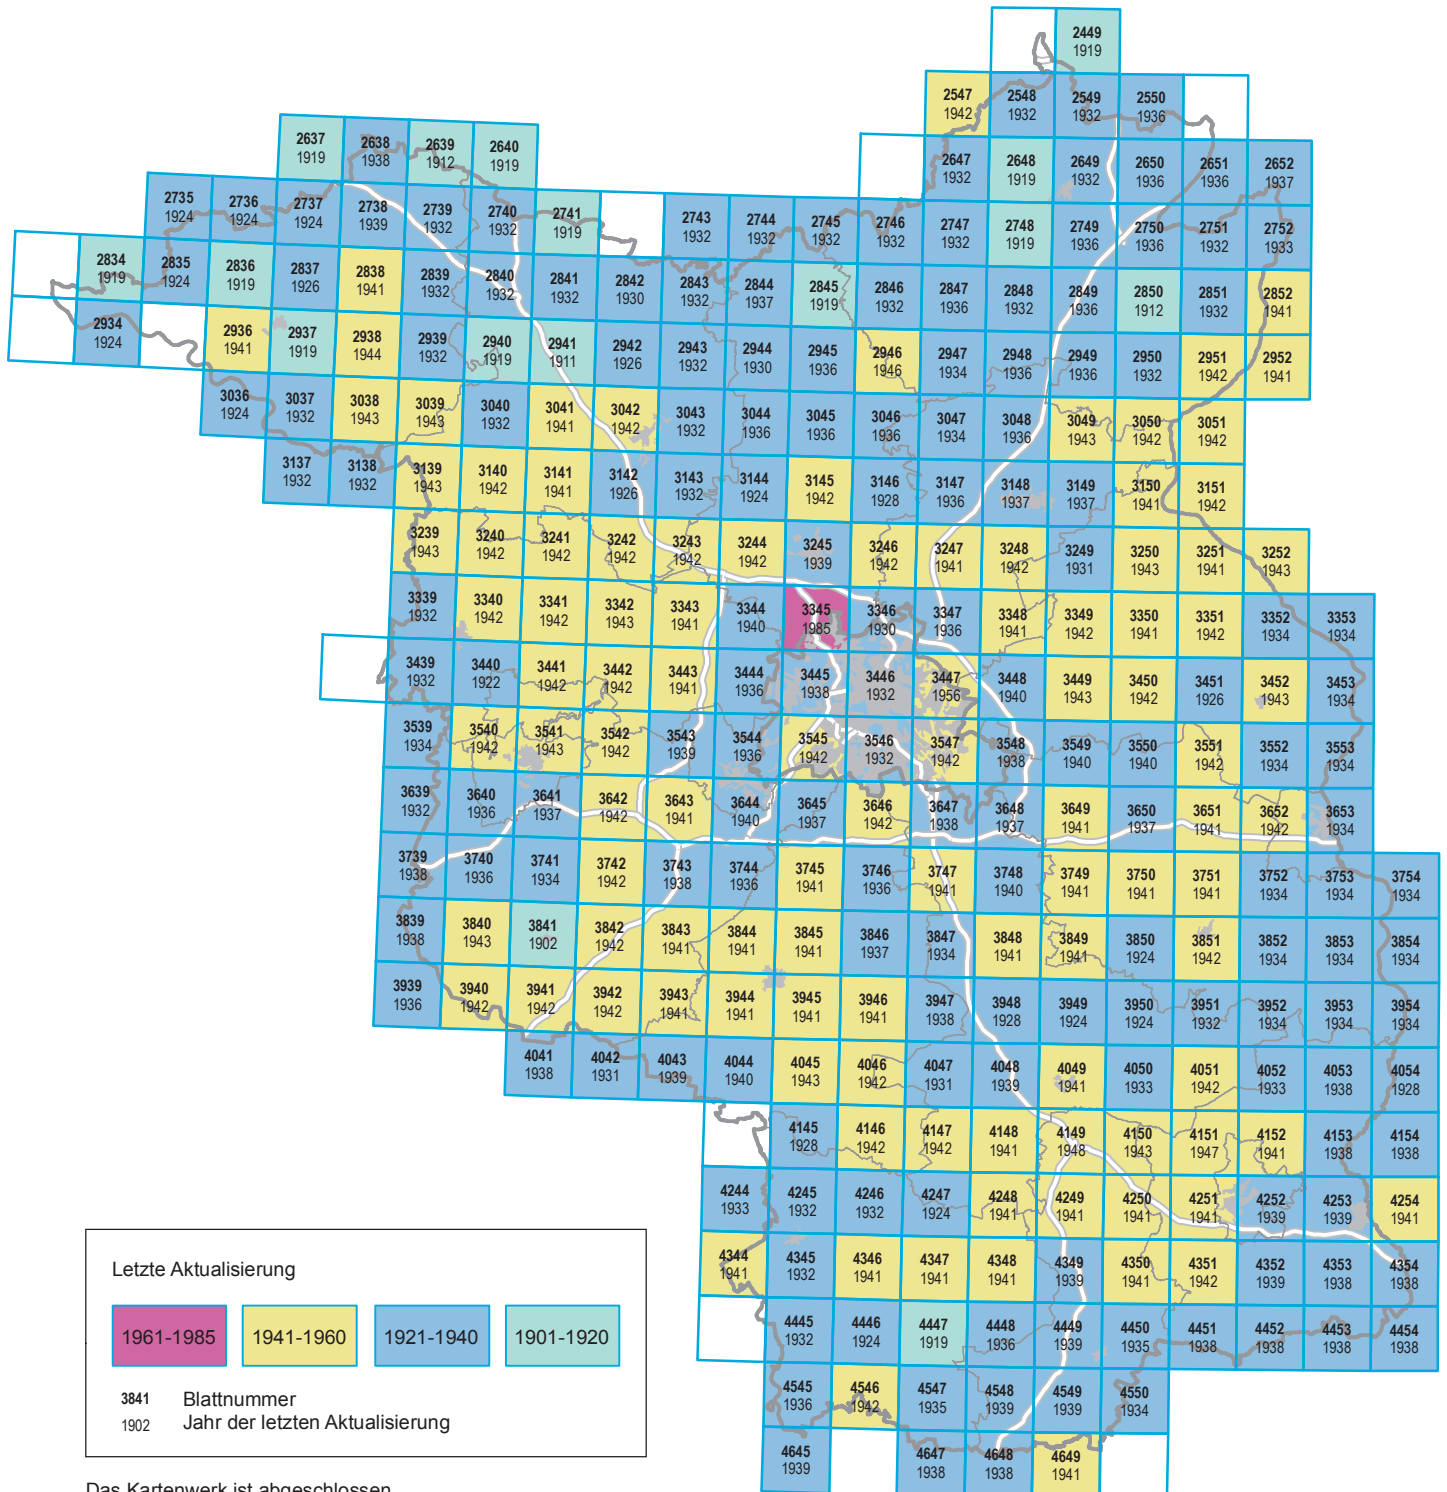 2449
1919
2547 2548 2549 2550
1942 1932 1932 1936
2637 2638 2639 2640
1919 1938 1912 1919
2647 2648 2649 2650 2651 2652
1932 1919 1932 1936 1936 1937
2735 2736 2737 2738 2739 2740 2741 2743 2744 2745 2746 2747 2748 2749 2750 2751 2752
1924 1924 1924 1939 1932 1932 1919 1932 1932 1932 1932 1932 1919 1936 1936 1932 1933
2834 2835 2836 2837 2838 2839 2840 2841 2842 2843 2844 2845 2846 2847 2848 2849 2850 2851 2852
1919 1924 1919 1926 1941 1932 1932 1932 1930 1932 1937 1919 1932 1936 1932 1936 1912 1932 1941
2934 2936 2937 2938 2939 2940 2941 2942 2943 2944 2945 2946 2947 2948 2949 2950 2951 2952
1924 1941 1919 1944 1932 1919 1911 1926 1932 1930 1936 1946 1934 1936 1936 1932 1942 1941
3036 3037 3038 3039 3040 3041 3042 3043 3044 3045 3046 3047 3048 3049 3050 3051
1924 1932 1943 1943 1932 1941 1942 1932 1936 1936 1936 1934 1936 1943 1942 1942
3137 3138 3139 3140 3141 3142 3143 3144 3145 3146 3147 3148 3149 3150 3151
1932 1932 1943 1942 1941 1926 1932 1924 1942 1928 1936 1937 1937 1941 1942
3239 3240 3241 3242 3243 3244 3245 3246 3247 3248 3249 3250 3251 3252
1943 1942 1942 1942 1942 1942 1939 1942 1941 1942 1931 1943 1941 1943
3339 3340 3341 3342 3343 3344 3345 3346 3347 3348 3349 3350 3351 3352 3353
1932 1942 1942 1943 1941 1940 1985 1930 1936 1941 1942 1941 1942 1934 1934
3439 3440 3441 3442 3443 3444 3445 3446 3447 3448 3449 3450 3451 3452 3453
1932 1922 1942 1942 1941 1936 1938 1932 1956 1940 1943 1942 1926 1943 1934
3539 3540 3541 3542 3543 3544 3545 3546 3547 3548 3549 3550 3551 3552 3553
1934 1942 1943 1942 1939 1936 1942 1932 1942 1938 1940 1940 1942 1934 1934
3639 3640 3641 3642 3643 3644 3645 3646 3647 3648 3649 3650 3651 3652 3653
1932 1936 1937 1942 1941 1940 1937 1942 1938 1937 1941 1937 1941 1942 1934
3739 3740 3741 3742 3743 3744 3745 3746 3747 3748 3749 3750 3751 3752 3753 3754
1938 1936 1934 1942 1938 1936 1941 1936 1941 1940 1941 1941 1941 1934 1934 1934
3839 3840 3841 3842 3843 3844 3845 3846 3847 3848 3849 3850 3851 3852 3853 3854
1938 1943 1902 1942 1941 1941 1941 1937 1934 1941 1941 1924 1942 1934 1934 1934
3939 3940 3941 3942 3943 3944 3945 3946 3947 3948 3949 3950 3951 3952 3953 3954
1936 1942 1942 1942 1941 1941 1941 1941 1938 1928 1924 1924 1932 1934 1934 1934
4041 4042 4043 4044 4045 4046 4047 4048 4049 4050 4051 4052 4053 4054
1938 1931 1939 1940 1943 1942 1931 1939 1941 1933 1942 1933 1938 1928
4145 4146 4147 4148 4149 4150 4151 4152 4153 4154
1928 1942 1942 1941 1948 1943 1947 1941 1938 1938
4244 4245 4246 4247 4248 4249 4250 4251 4252 4253 4254
1933 1932 1932 1924 1941 1941 1941 1941 1939 1939 1941
4344 4345 4346 4347 4348 4349 4350 4351 4352 4353 4354
1941 1932 1941 1941 1941 1939 1941 1942 1939 1938 1938
4445 4446 4447 4448 4449 4450 4451 4452 4453 4454
1932 1924 1919 1936 1939 1935 1938 1938 1938 1938
4545 4546 4547 4548 4549 4550
1936 1942 1935 1939 1939 1934
4645 4647 4648 4649
1939 1938 1938 1941
Letzte Aktualisierung
1961-1985 1941-1960 1921-1940 1901-1920
3841 Blattnummer
1902 Jahr der letzten Aktualisierung
Das Kartenwerk ist abgeschlossen